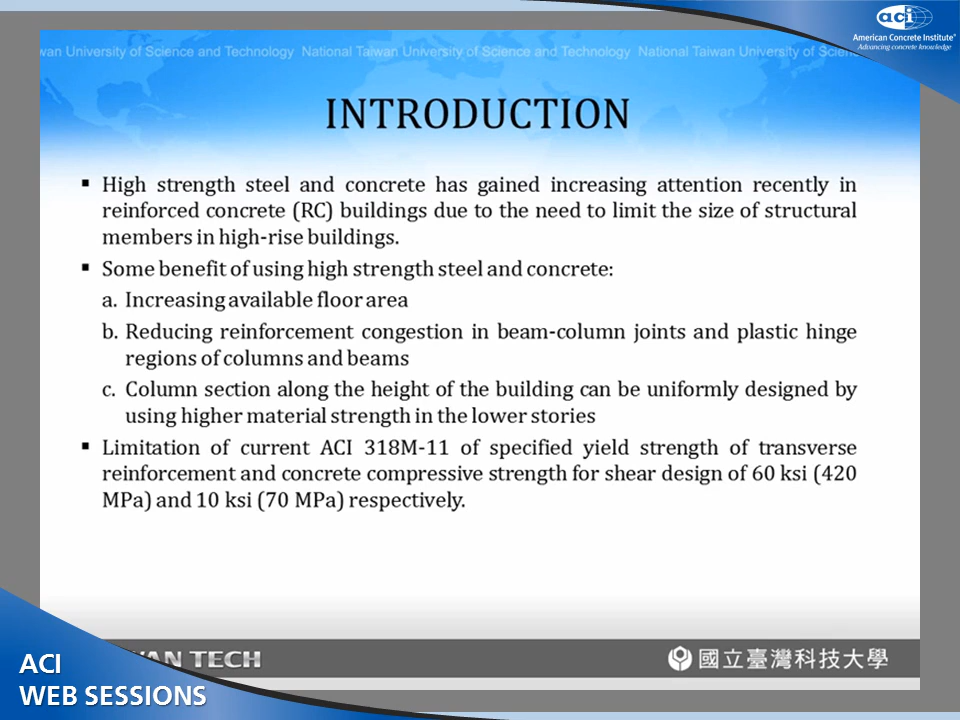 aci
American Concrete Institute®
Advancing concrete knowledge
wan University of Science and Technology National Taiwan University of Science and Technology National Taiwan University of
INTRODUCTION
▪ High strength steel and concrete has gained increasing attention recently in
reinforced concrete (RC) buildings due to the need to limit the size of structural
members in high-rise buildings.
▪ Some benefit of using high strength steel and concrete:
a. Increasing available floor area
b. Reducing reinforcement congestion in beam-column joints and plastic hinge
regions of columns and beams
c. Column section along the height of the building can be uniformly designed by
using higher material strength in the lower stories
▪ Limitation of current ACI 318M-11 of specified yield strength of transverse
reinforcement and concrete compressive strength for shear design of 60 ksi (420
MPa) and 10 ksi (70 MPa) respectively.
WAN TECH
國立臺灣科技大學
ACI
WEB SESSIONS